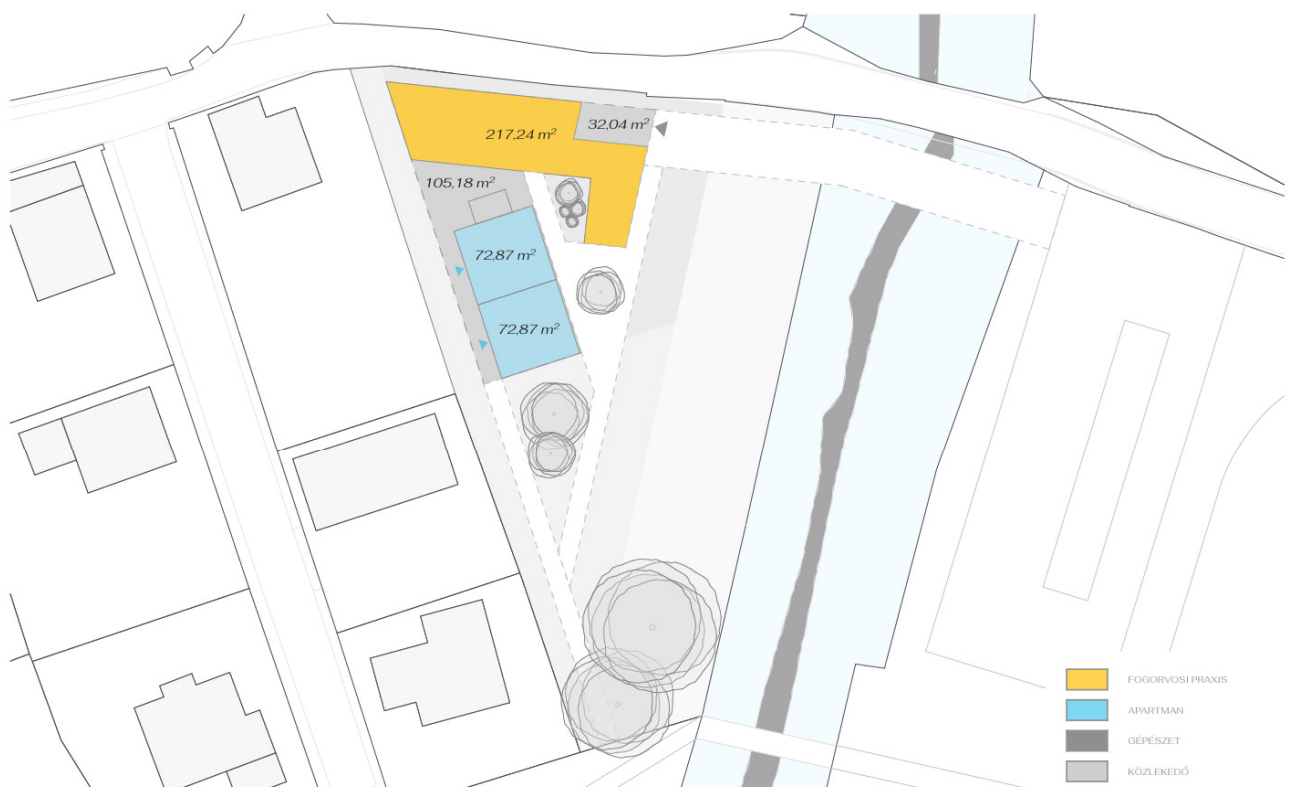 217,24 m²
32,04 m²
105,18 m²
72,87 m²
72,87 m²
FOGORVOSI PRAXIS
APARTMAN
GÉPÉSZET
KÖZLEKEDŐ